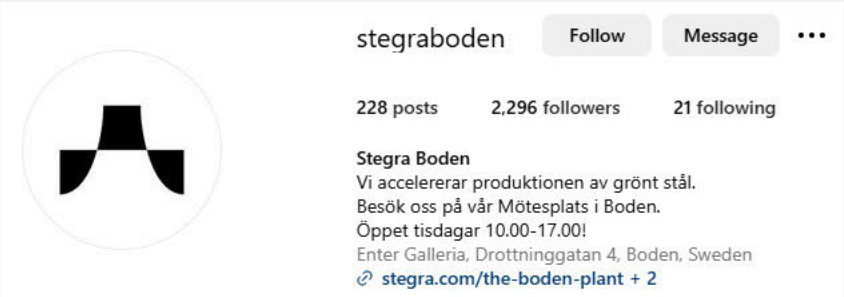 stegraboden Follow Message ...
228 posts 2,296 followers 21 following
Stegra Boden
Vi accelererar produktionen av grönt stål.
Besök oss på vår Mötesplats i Boden.
Öppet tisdagar 10.00-17.00!
Enter Galleria, Drottninggatan 4, Boden, Sweden
stegra.com/the-boden-plant + 2